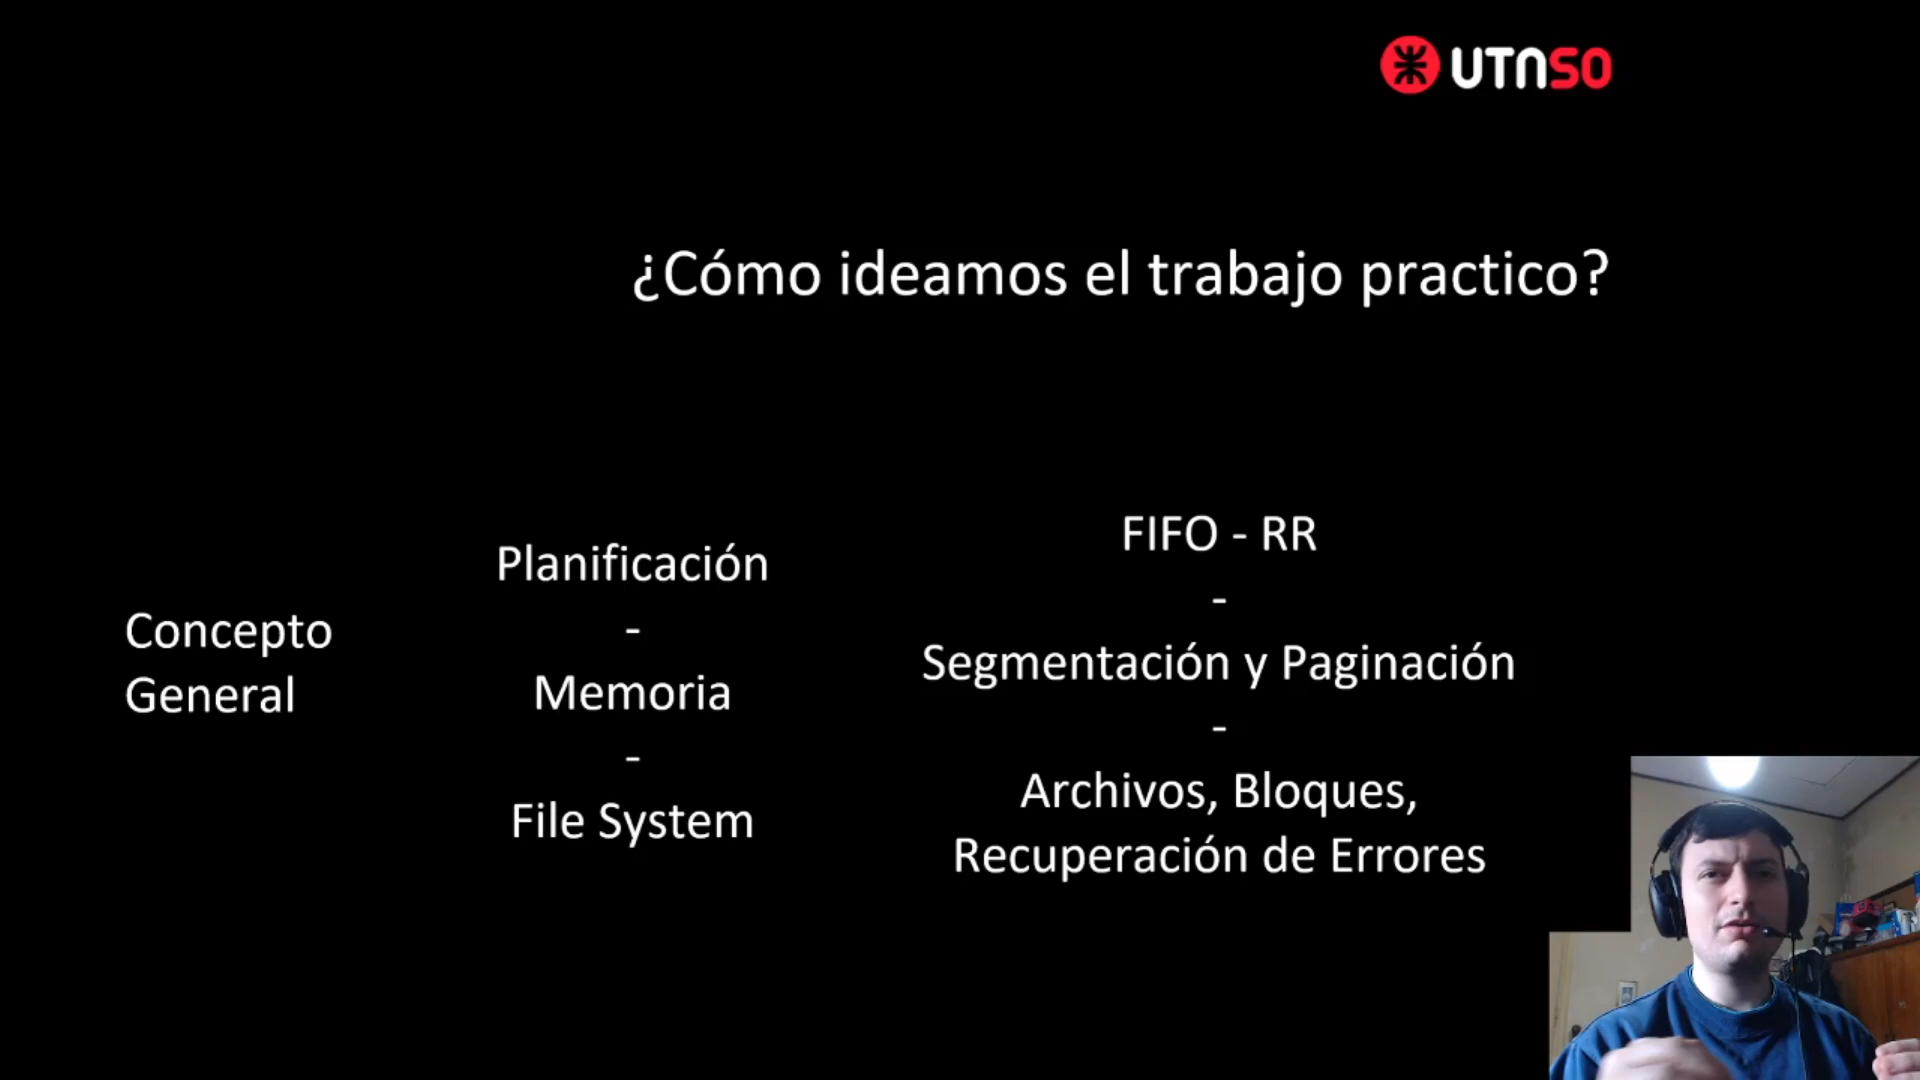 UTNSO
¿Cómo ideamos el trabajo practico?
Concepto
General
Planificación
-
Memoria
-
File System
FIFO - RR
-
Segmentación y Paginación
-
Archivos, Bloques,
Recuperación de Errores